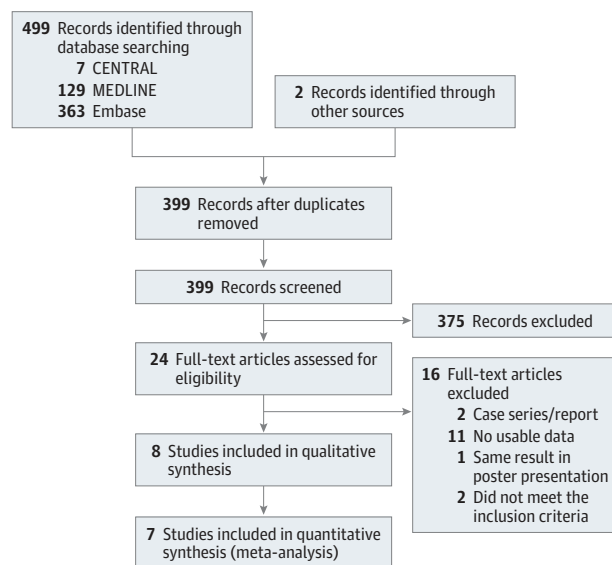 499 Records identified through
database searching
7 CENTRAL
129 MEDLINE
363 Embase
2 Records identified through
other sources
399 Records after duplicates
removed
399 Records screened
375 Records excluded
24 Full-text articles assessed for
eligibility
16 Full-text articles
excluded
2 Case series/report
11 No usable data
1 Same result in
poster presentation
2 Did not meet the
inclusion criteria
8 Studies included in qualitative
synthesis
7 Studies included in quantitative
synthesis (meta-analysis)